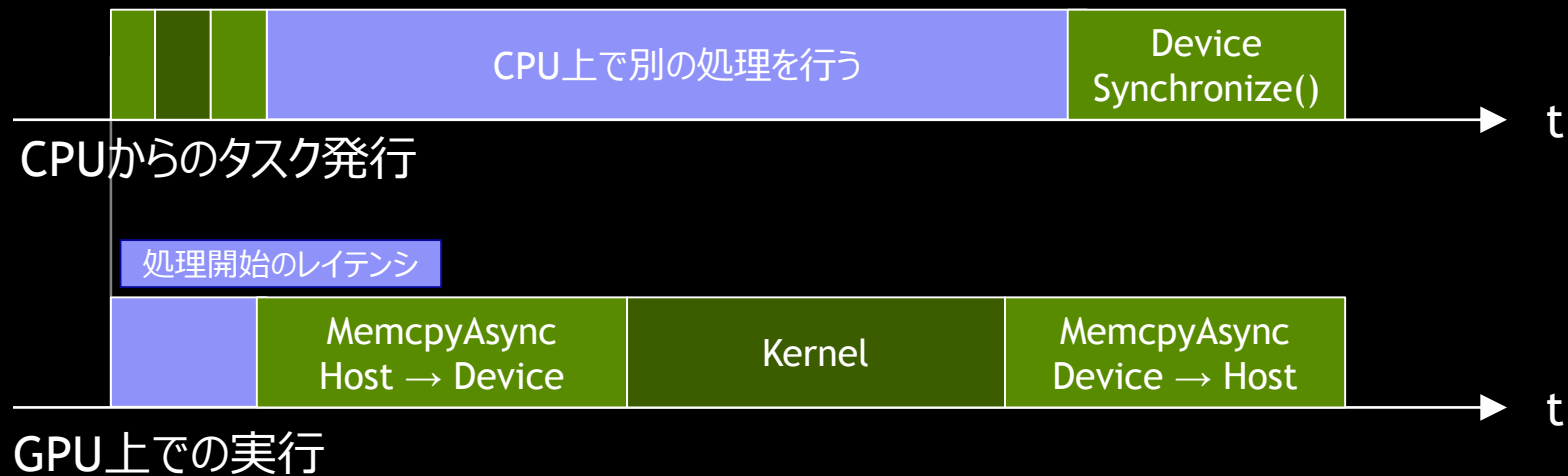 CPU上で別の処理を行う
Device
Synchronize()
t
CPUからのタスク発行
処理開始のレイテンシ
MemcpyAsync
Host → Device
Kernel
MemcpyAsync
Device → Host
t
GPU上での実行